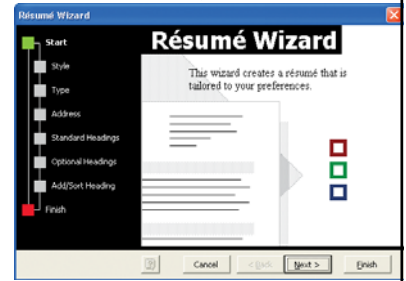 Résumé Wizard
Start
Style
Type
Address
Standard Headings
Optional Headings
Add/Sort Heading
Finish
Résumé Wizard
This wizard creates a résumé that is
tailored to your preferences.
Cancel
< Back
Next >
Finish